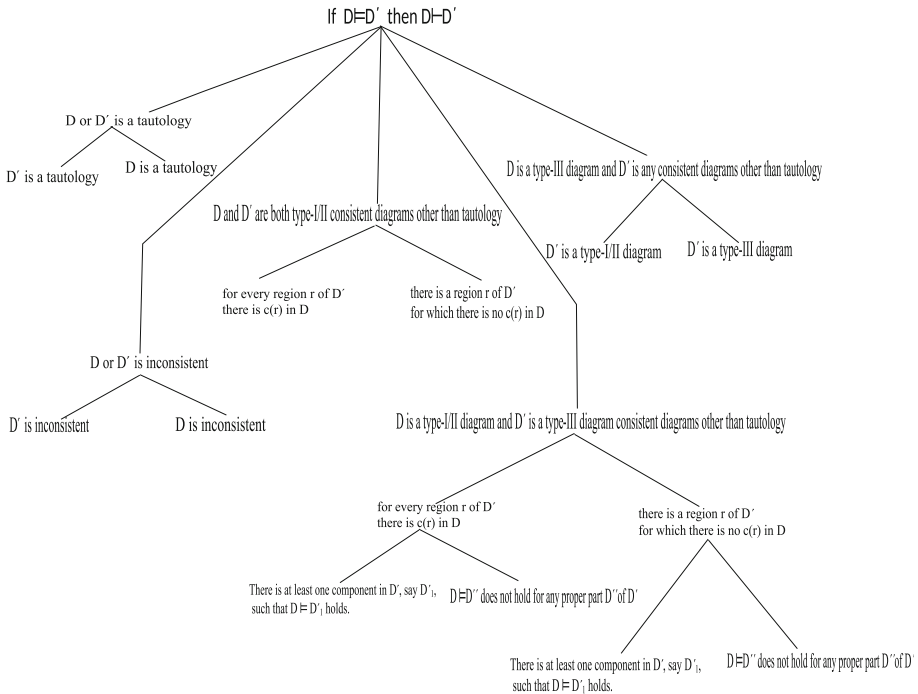 If D⊨D′ then D⊢D′
D or D′ is a tautology
D′ is a tautology
D is a tautology
D is a type-III diagram and D′ is any consistent diagrams other than tautology
D and D′ are both type-I/II consistent diagrams other than tautology
D′ is a type-I/II diagram
D′ is a type-III diagram
for every region r of D′
there is c(r) in D
there is a region r of D′
for which there is no c(r) in D
D or D′ is inconsistent
D′ is inconsistent
D is inconsistent
D is a type-I/II diagram and D′ is a type-III diagram consistent diagrams other than tautology
for every region r of D′
there is c(r) in D
there is a region r of D′
for which there is no c(r) in D
There is at least one component in D′, say D′₁,
such that D ⊨ D′₁ holds.
D⊨D′′ does not hold for any proper part D′′of D′
There is at least one component in D′, say D′₁,
such that D ⊨ D′₁ holds.
D⊨D′′ does not hold for any proper part D′′of D′